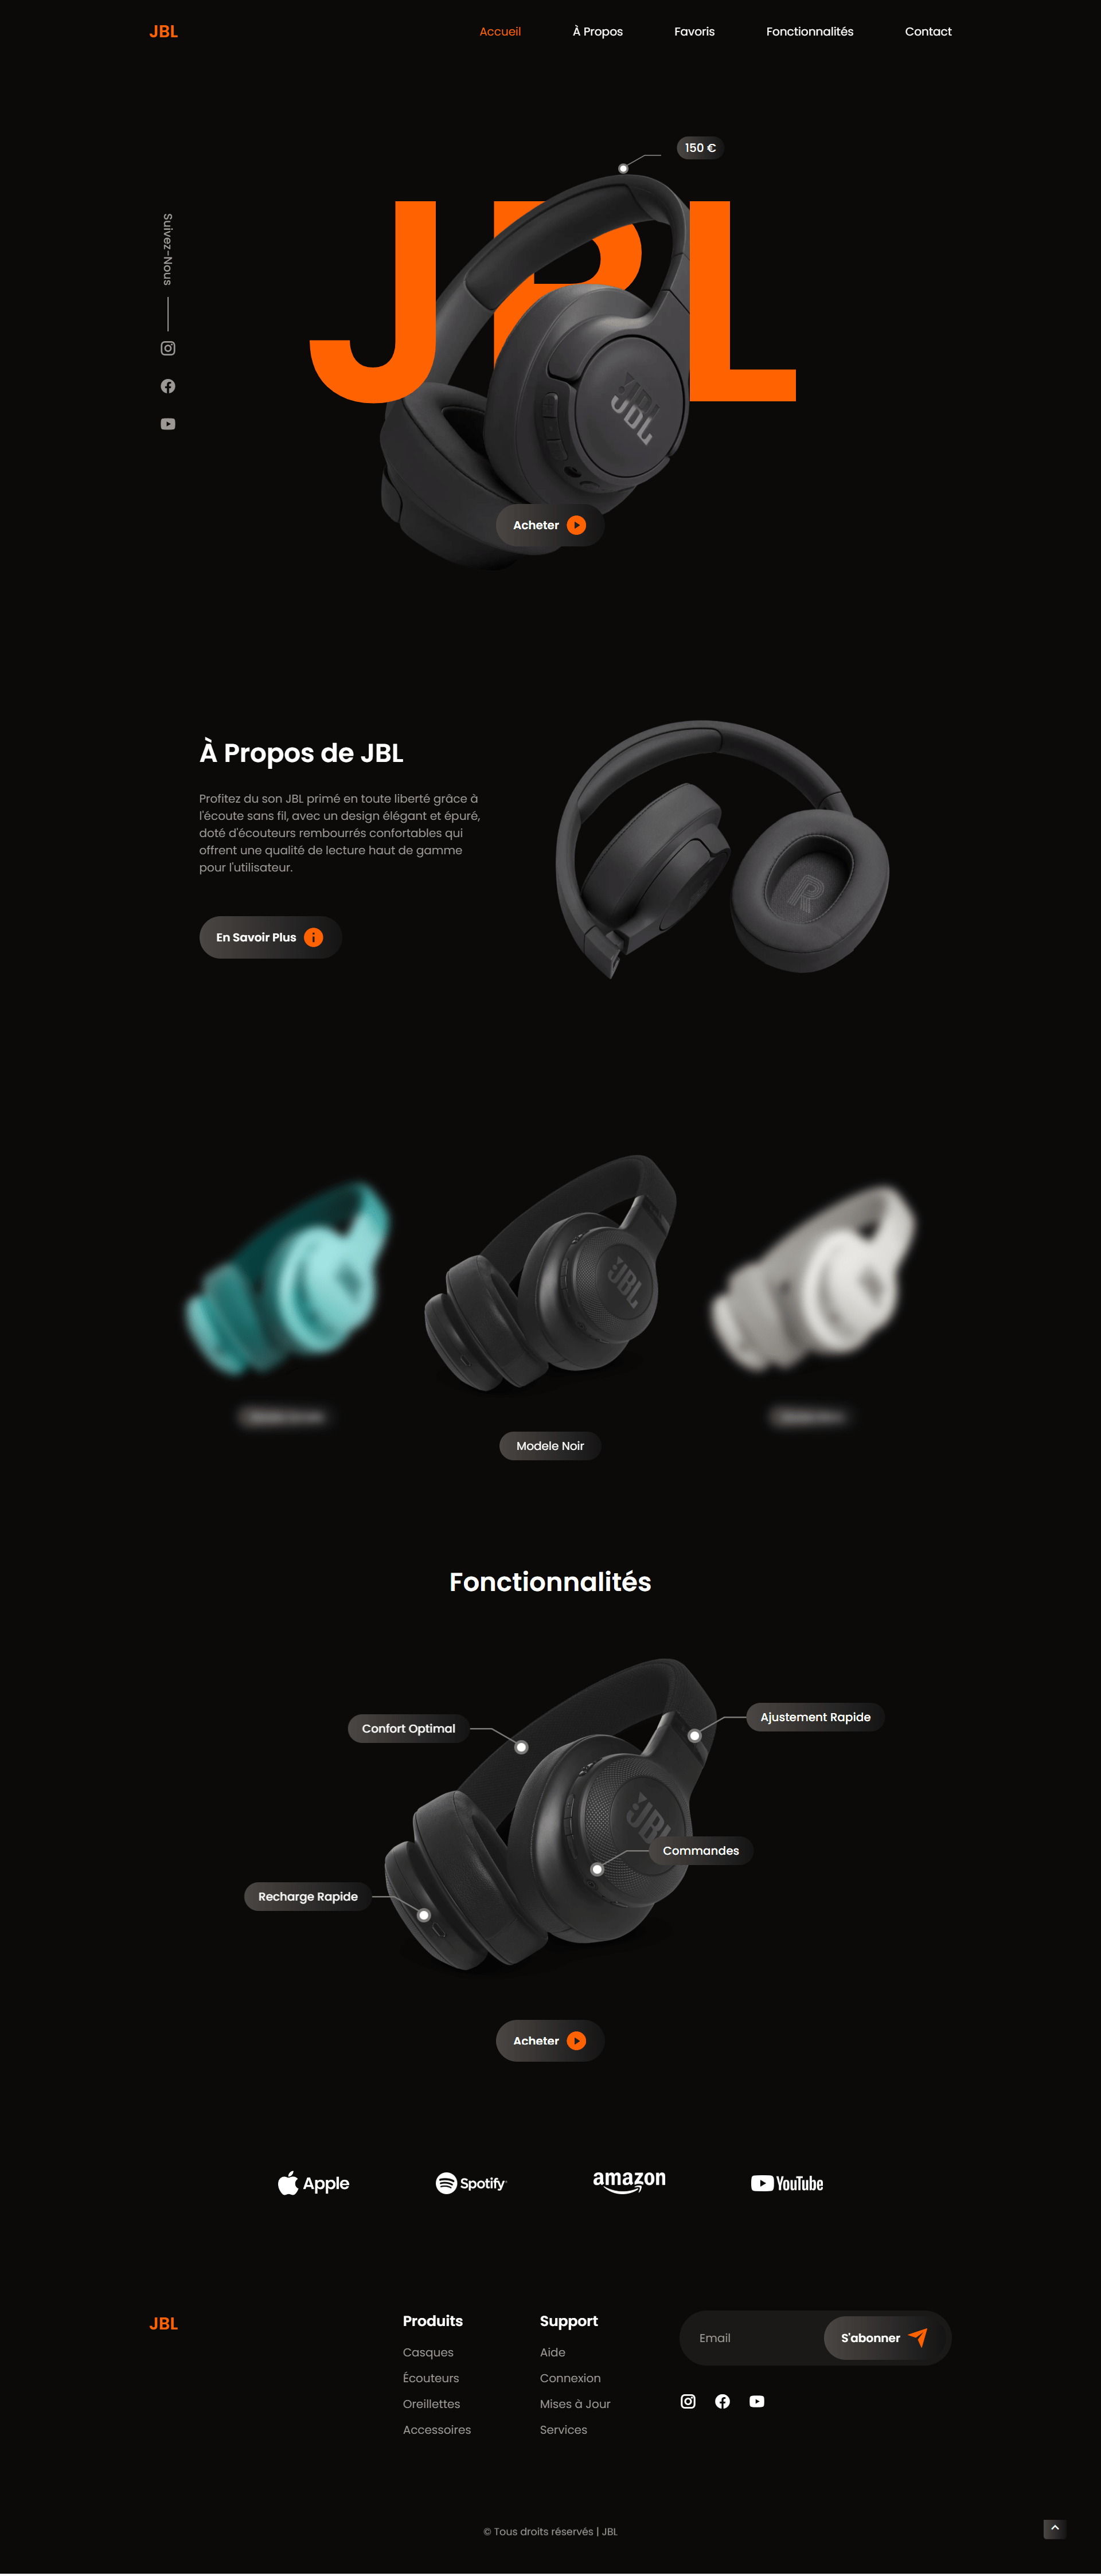 JBL
Accueil
À Propos
Favoris
Fonctionnalités
Contact
150 €
JBL
JBL
Suivez-Nous
Acheter
À Propos de JBL
Profitez du son JBL primé en toute liberté grâce à
l'écoute sans fil, avec un design élégant et épuré,
doté d'écouteurs rembourrés confortables qui
offrent une qualité de lecture haut de gamme
pour l'utilisateur.
R
En Savoir Plus
JBL
Modele Noir
Fonctionnalités
Confort Optimal
Ajustement Rapide
JBL
Commandes
Recharge Rapide
Acheter
Apple
Spotify
amazon
YouTube
JBL
Produits
Casques
Écouteurs
Oreillettes
Accessoires
Support
Aide
Connexion
Mises à Jour
Services
Email
S'abonner
© Tous droits réservés | JBL